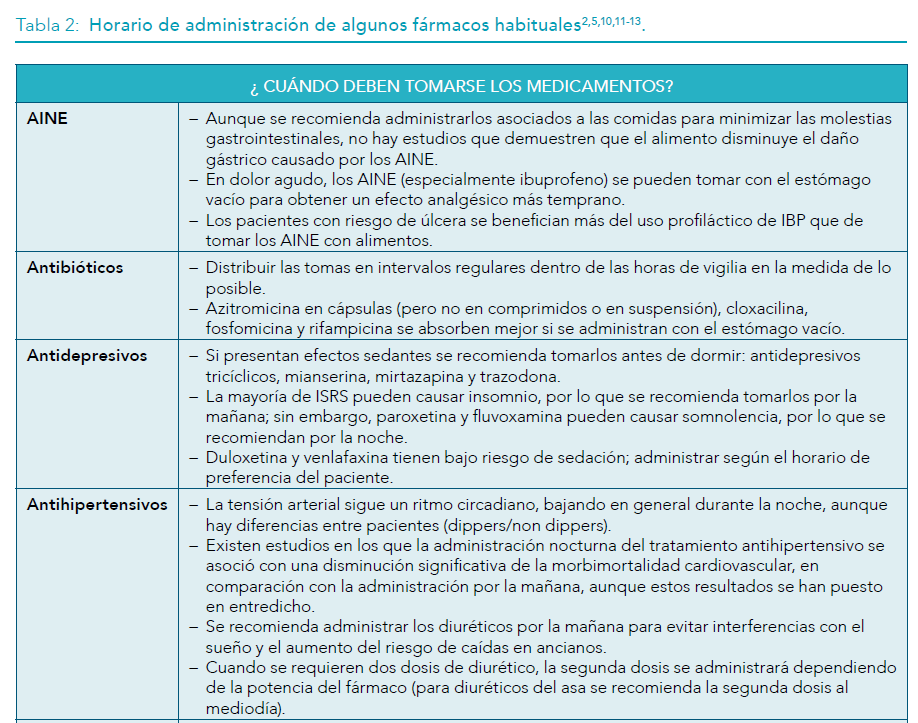 Tabla 2: Horario de administración de algunos fármacos habituales2,5,10,11-13.
¿ CUÁNDO DEBEN TOMARSE LOS MEDICAMENTOS?
AINE
– Aunque se recomienda administrarlos asociados a las comidas para minimizar las molestias
gastrointestinales, no hay estudios que demuestren que el alimento disminuye el daño
gástrico causado por los AINE.
– En dolor agudo, los AINE (especialmente ibuprofeno) se pueden tomar con el estómago
vacío para obtener un efecto analgésico más temprano.
– Los pacientes con riesgo de úlcera se benefician más del uso profiláctico de IBP que de
tomar los AINE con alimentos.
Antibióticos
– Distribuir las tomas en intervalos regulares dentro de las horas de vigilia en la medida de lo
posible.
– Azitromicina en cápsulas (pero no en comprimidos o en suspensión), cloxacilina,
fosfomicina y rifampicina se absorben mejor si se administran con el estómago vacío.
Antidepresivos
– Si presentan efectos sedantes se recomienda tomarlos antes de dormir: antidepresivos
tricíclicos, mianserina, mirtazapina y trazodona.
– La mayoría de ISRS pueden causar insomnio, por lo que se recomienda tomarlos por la
mañana; sin embargo, paroxetina y fluvoxamina pueden causar somnolencia, por lo que se
recomiendan por la noche.
– Duloxetina y venlafaxina tienen bajo riesgo de sedación; administrar según el horario de
preferencia del paciente.
Antihipertensivos
– La tensión arterial sigue un ritmo circadiano, bajando en general durante la noche, aunque
hay diferencias entre pacientes (dippers/non dippers).
– Existen estudios en los que la administración nocturna del tratamiento antihipertensivo se
asoció con una disminución significativa de la morbimortalidad cardiovascular, en
comparación con la administración por la mañana, aunque estos resultados se han puesto
en entredicho.
– Se recomienda administrar los diuréticos por la mañana para evitar interferencias con el
sueño y el aumento del riesgo de caídas en ancianos.
– Cuando se requieren dos dosis de diurético, la segunda dosis se administrará dependiendo
de la potencia del fármaco (para diuréticos del asa se recomienda la segunda dosis al
mediodía).